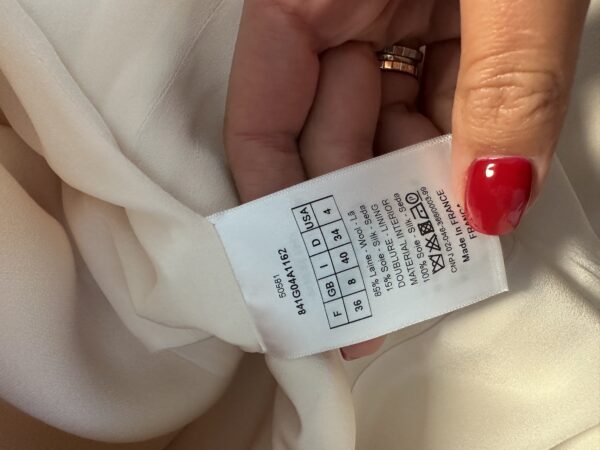 50581
841G04A1162
F GB I D USA
36 8 40 34 4
85% Laine - Wool - Lã
15% Soie - Silk - Seda
DOUBLURE - LINING
MATERIAL INTERIOR
100% Soie - Silk - Seda
Made in FRANCE